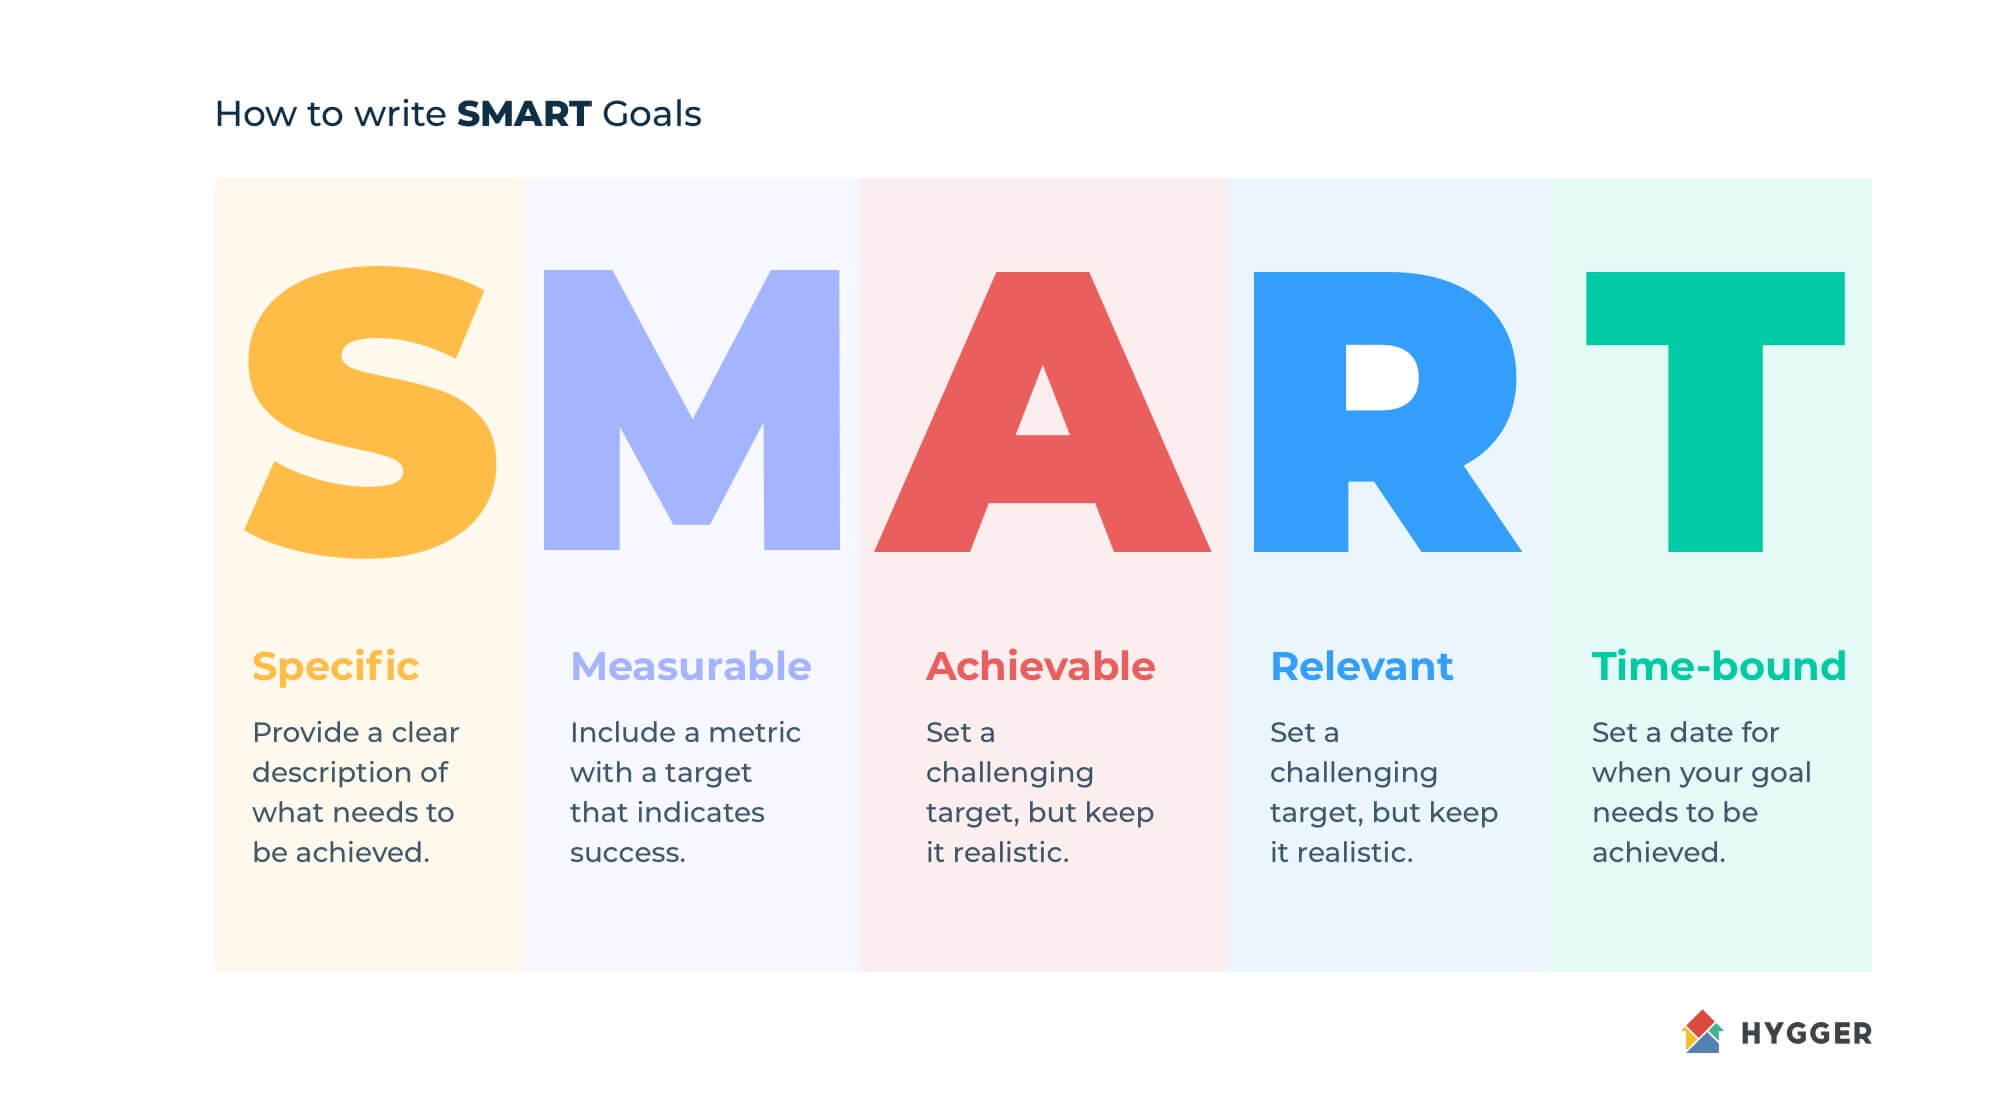 How to write SMART Goals
S
M
A
R
T
Specific
Provide a clear
description of
what needs to
be achieved.
Measurable
Include a metric
with a target
that indicates
success.
Achievable
Set a
challenging
target, but keep
it realistic.
Relevant
Set a
challenging
target, but keep
it realistic.
Time-bound
Set a date for
when your goal
needs to be
achieved.
HYGGER